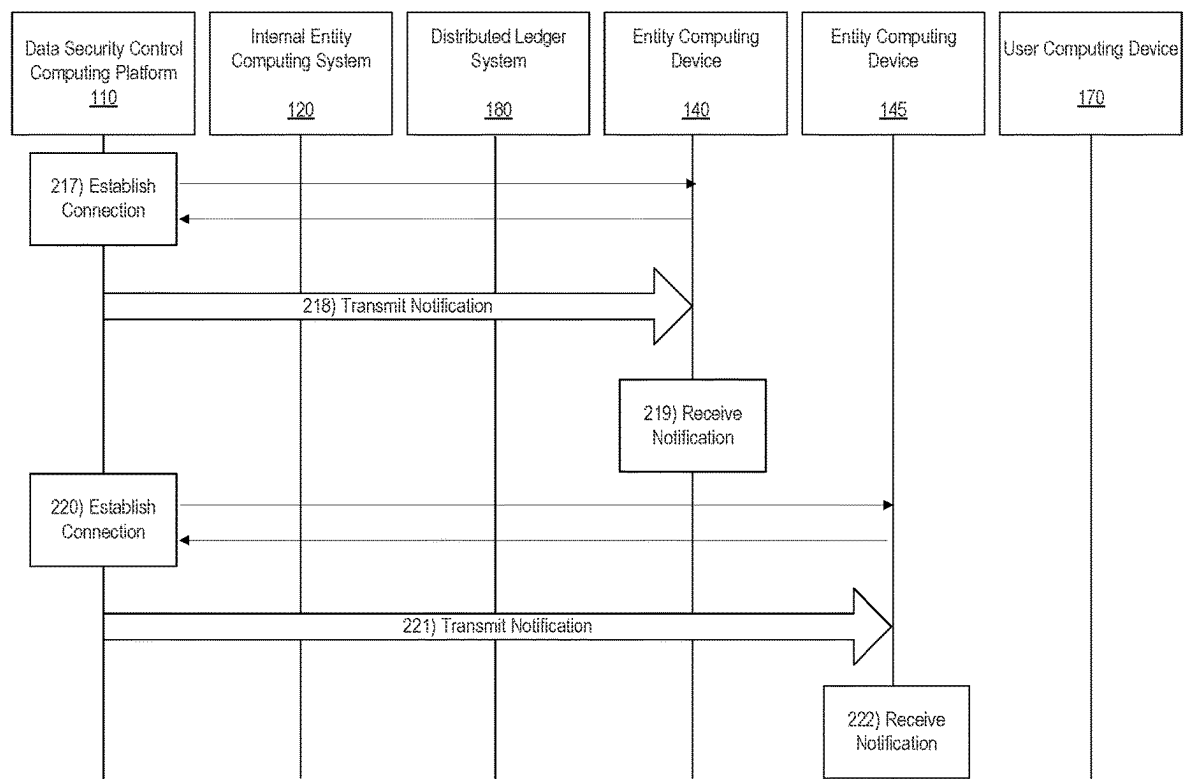 Data Security Control
Computing Platform
110
Internal Entity
Computing System
120
Distributed Ledger
System
180
Entity Computing
Device
140
Entity Computing
Device
145
User Computing Device
170
217) Establish
Connection
218) Transmit Notification
219) Receive
Notification
220) Establish
Connection
221) Transmit Notification
222) Receive
Notification